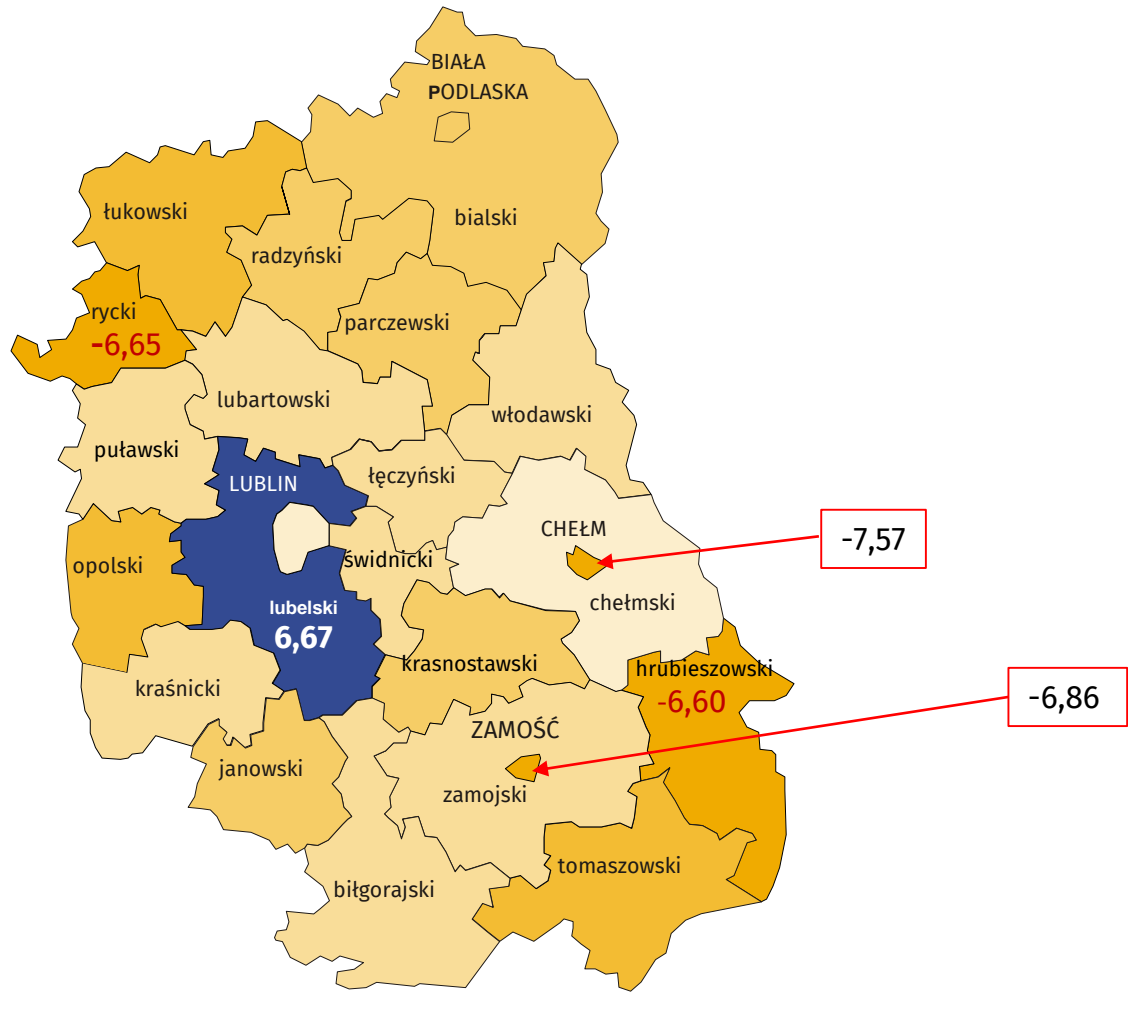 BIAŁA
PODLASKA
łukowski
bialski
radzyński
rycki
-6,65
parczewski
lubartowski
włodawski
puławski
łęczyński
LUBLIN
CHEŁM
-7,57
świdnicki
opolski
chełmski
lubelski
6,67
krasnostawski
hrubieszowski
-6,60
-6,86
kraśnicki
ZAMOŚĆ
janowski
zamojski
tomaszowski
biłgorajski